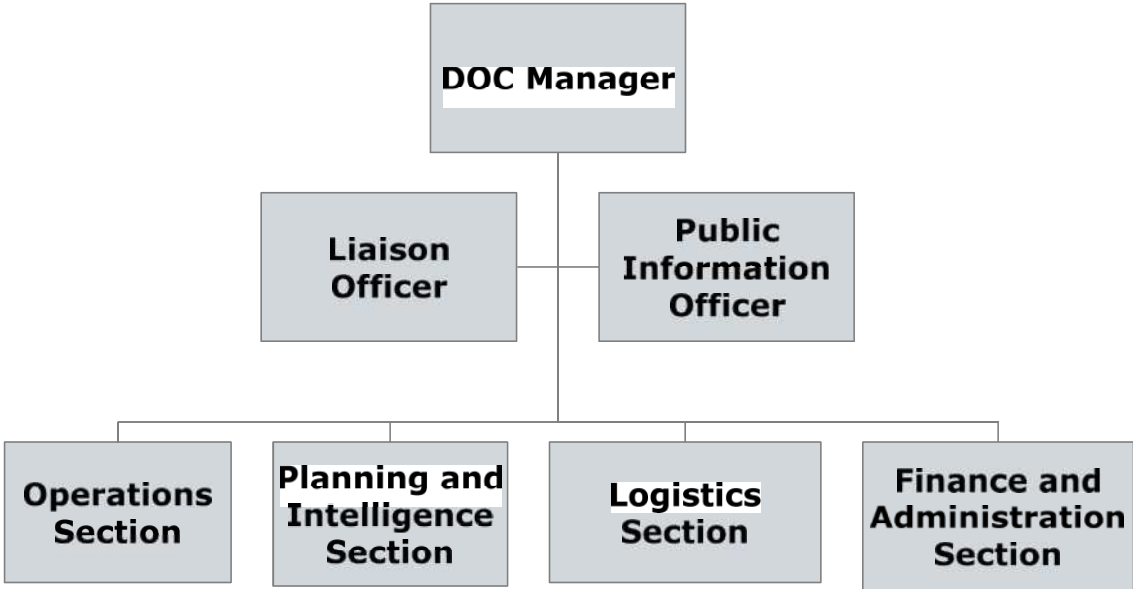 DOC Manager
Liaison
Officer
Public
Information
Officer
Operations
Section
Planning and
Intelligence
Section
Logistics
Section
Finance and
Administration
Section